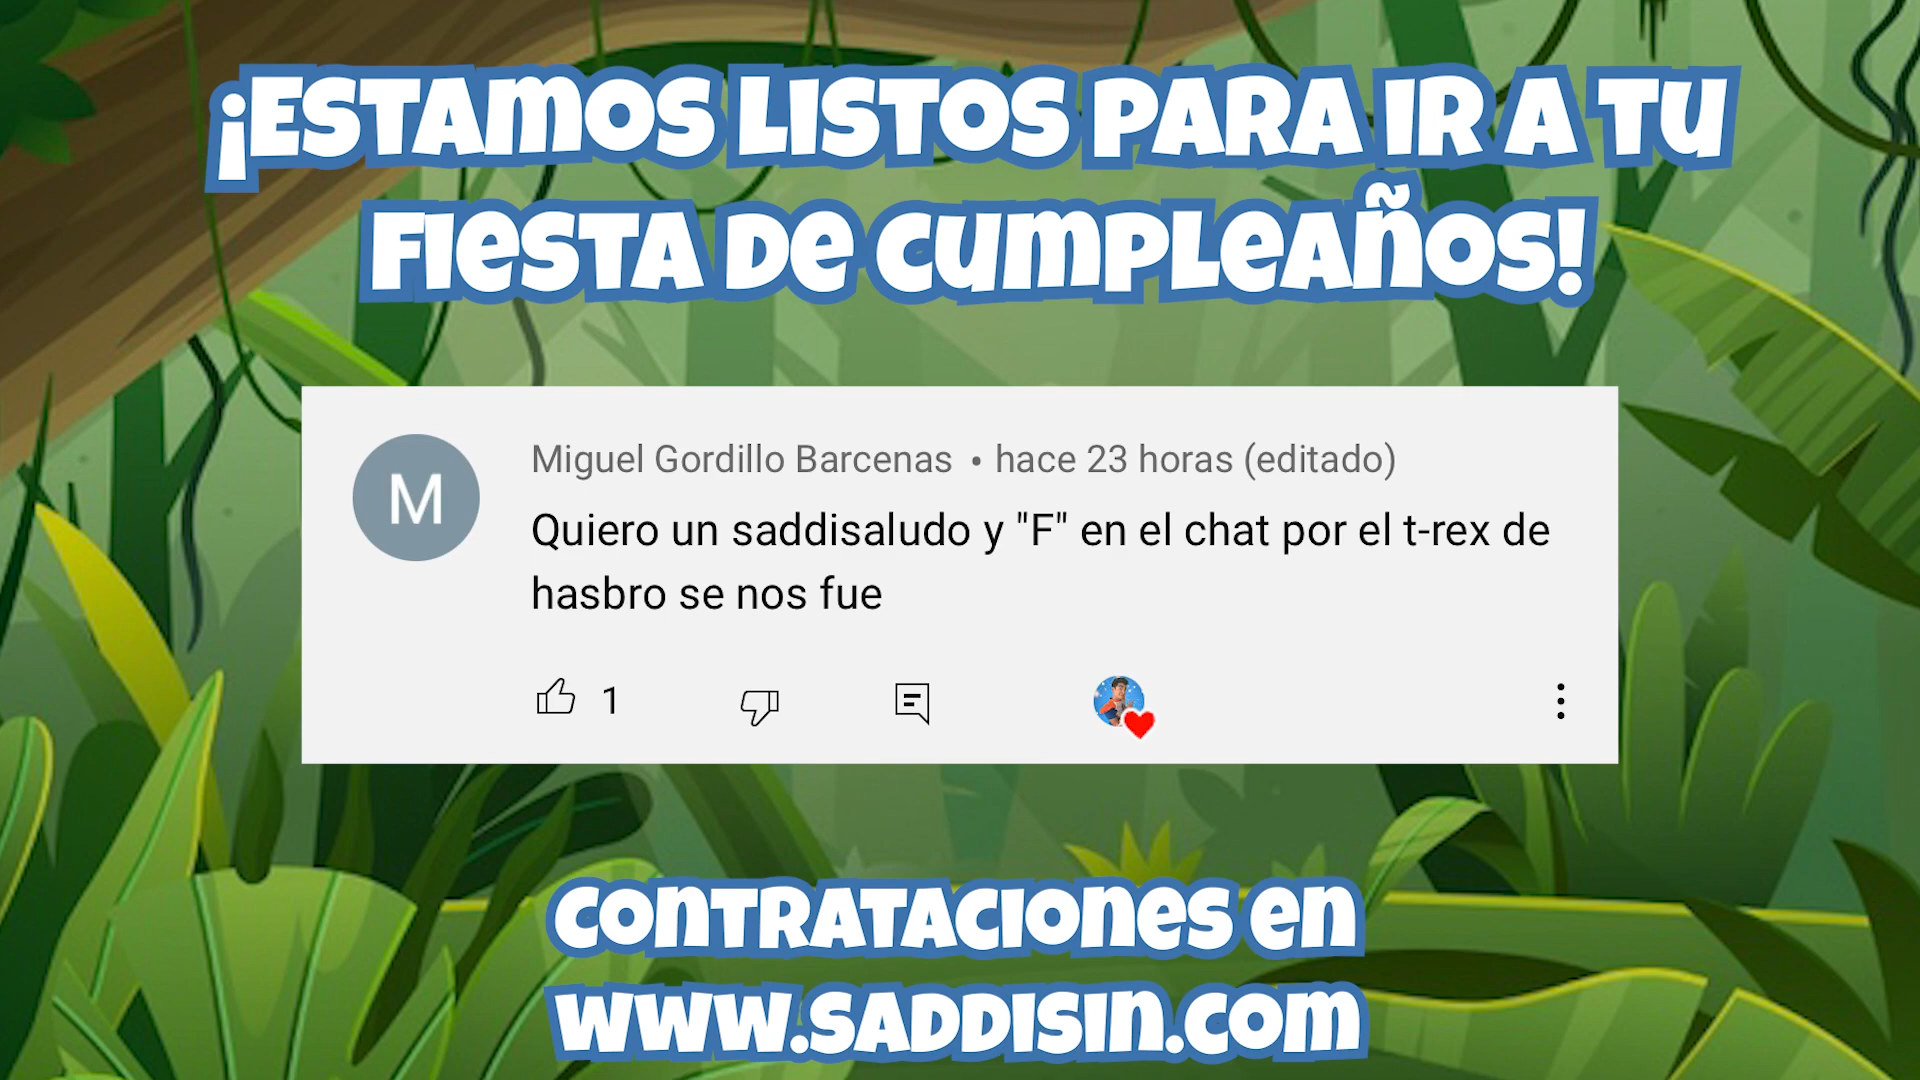 ¡ESTAMOS LISTOS PARA IR A TU
FIESTA DE CUMPLEAÑOS!
M
Miguel Gordillo Barcenas • hace 23 horas (editado)
Quiero un saddisaludo y "F" en el chat por el t-rex de
hasbro se nos fue
1
CONTRATACIONES EN
WWW.SADDISIN.COM